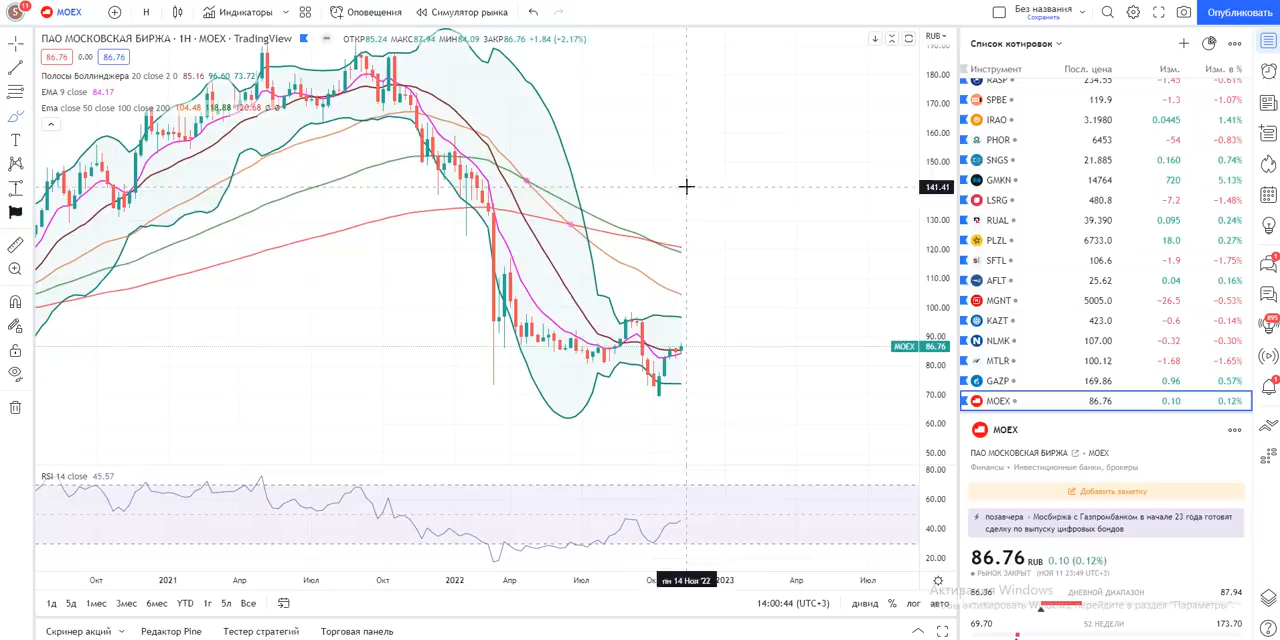 S 11 MOEX Н Индикаторы Оповещения Симулятор рынка Без названия Сохранить Опубликовать
ПАО МОСКОВСКАЯ БИРЖА · 1Н · MOEX · TradingView ОТКР85.24 МАКС87.94 МИН84.09 ЗАКР86.76 +1.84 (+2.17%) RUB
86.76 0.00 86.76
Полосы Боллинджера 20 close 2 0 85.16 96.60 73.72
EMA 9 close 84.17
Ema close 50 close 100 close 200 104.48 118.88 120.68
190.00
180.00
170.00
160.00
150.00
141.41
130.00
120.00
110.00
100.00
90.00
MOEX 86.76
80.00
70.00
60.00
50.00
RSI 14 close 45.57
80.00
60.00
40.00
20.00
Окт 2021 Апр Июл Окт 2022 Апр Июл пн 14 Ноя '22 2023 Апр Июл
1д 5д 1мес 3мес 6мес YTD 1г 5л Все 14:00:44 (UTC+3) дивид % лог авто
Скринер акций Редактор Pine Тестер стратегий Торговая панель
Список котировок
Инструмент Посл. цена Изм. Изм. в %
RASP 234.55 −1.45 −0.61%
SPBE 119.9 −1.3 −1.07%
IRAO 3.1980 0.0445 1.41%
PHOR 6453 −54 −0.83%
SNGS 21.885 0.160 0.74%
GMKN 14764 720 5.13%
LSRG 480.8 −7.2 −1.48%
RUAL 39.390 0.095 0.24%
PLZL 6733.0 18.0 0.27%
SFTL 106.6 −1.9 −1.75%
AFLT 25.62 0.04 0.16%
MGNT 5005.0 −26.5 −0.53%
KAZT 423.0 −0.6 −0.14%
NLMK 107.00 −0.32 −0.30%
MTLR 100.12 −1.68 −1.65%
GAZP 169.86 0.96 0.57%
MOEX 86.76 0.10 0.12%
MOEX
ПАО МОСКОВСКАЯ БИРЖА · MOEX
Финансы · Инвестиционные банки, брокеры
Добавить заметку
позавчера · Мосбиржа с Газпромбанком в начале 23 года готовят
сделку по выпуску цифровых бондов
86.76 RUB 0.10 (0.12%)
РЫНОК ЗАКРЫТ (НОЯ 11 23:49 UTC+3)
ДНЕВНОЙ ДИАПАЗОН 87.94
69.70 52 НЕДЕЛИ 173.70
895